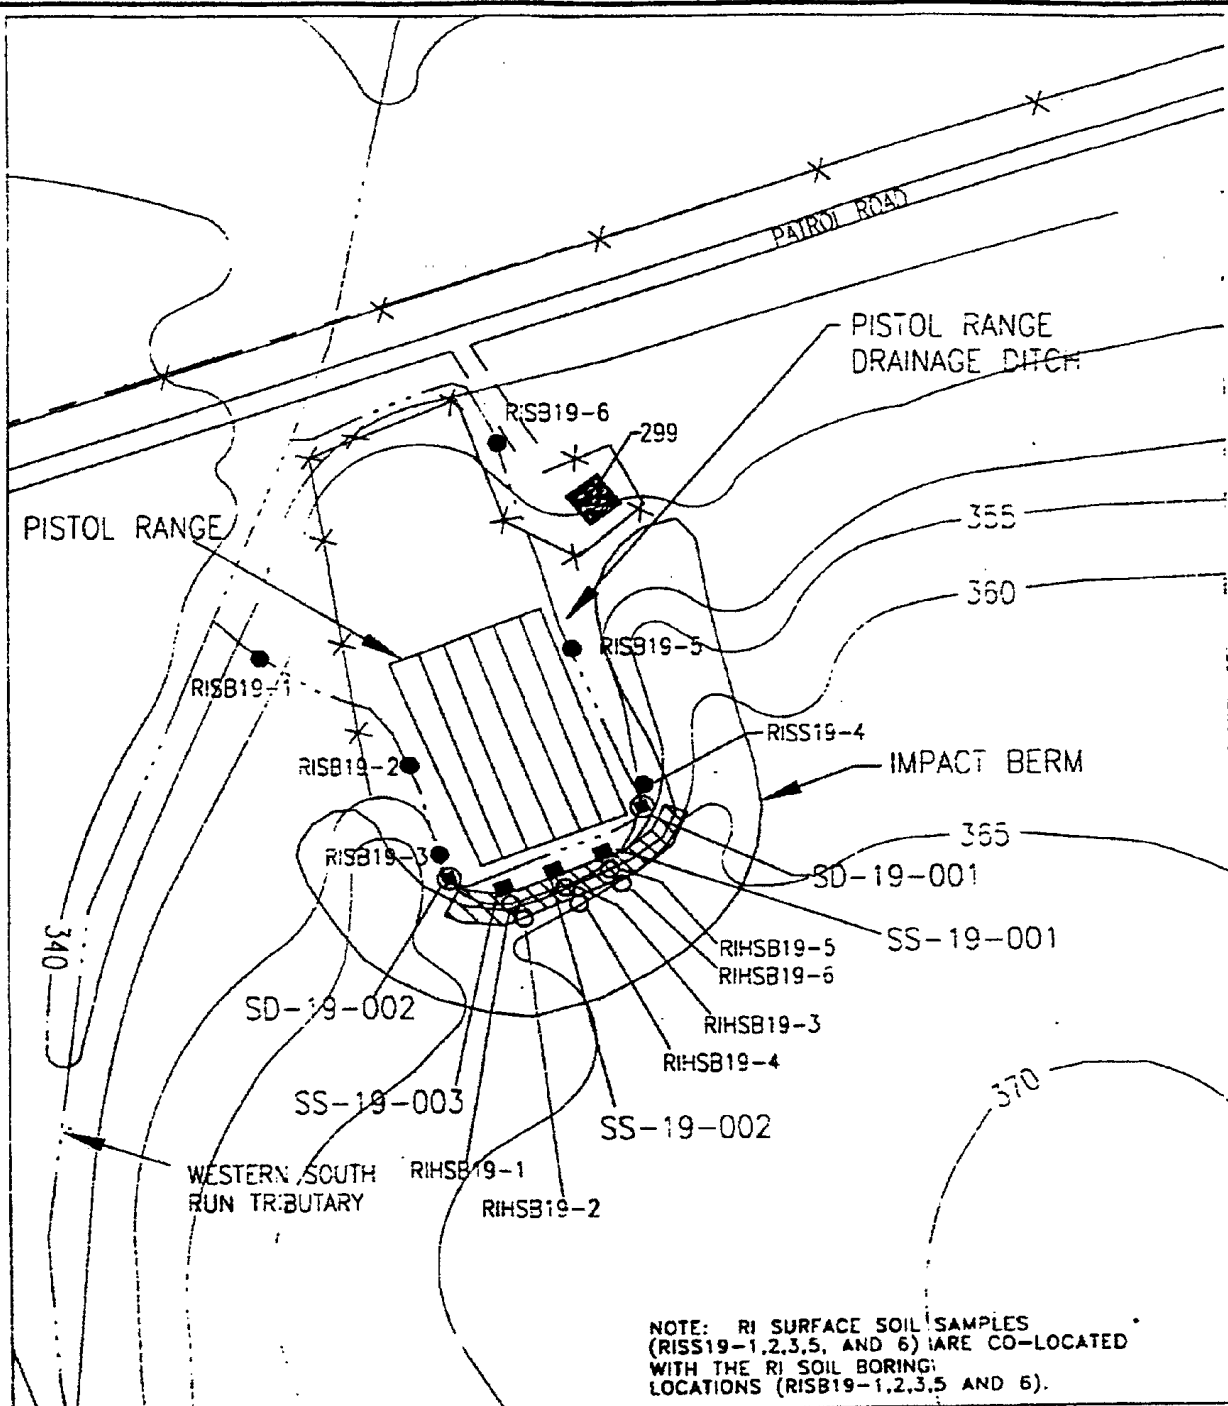 PATROL ROAD
PISTOL RANGE
DRAINAGE DITCH
RISB19-6
299
PISTOL RANGE
355
360
RISB19-5
RISB19-1
RISS19-4
RISB19-2
IMPACT BERM
365
RISB19-3
SD-19-001
SS-19-001
340
RIHSB19-5
RIHSB19-6
SD-19-002
RIHSB19-3
RIHSB19-4
370
SS-19-003
SS-19-002
WESTERN SOUTH
RUN TRIBUTARY
RIHSB19-1
RIHSB19-2
NOTE: RI SURFACE SOIL SAMPLES
(RISS19-1,2,3,5, AND 6) ARE CO-LOCATED
WITH THE RI SOIL BORING
LOCATIONS (RISB19-1,2,3,5 AND 6).